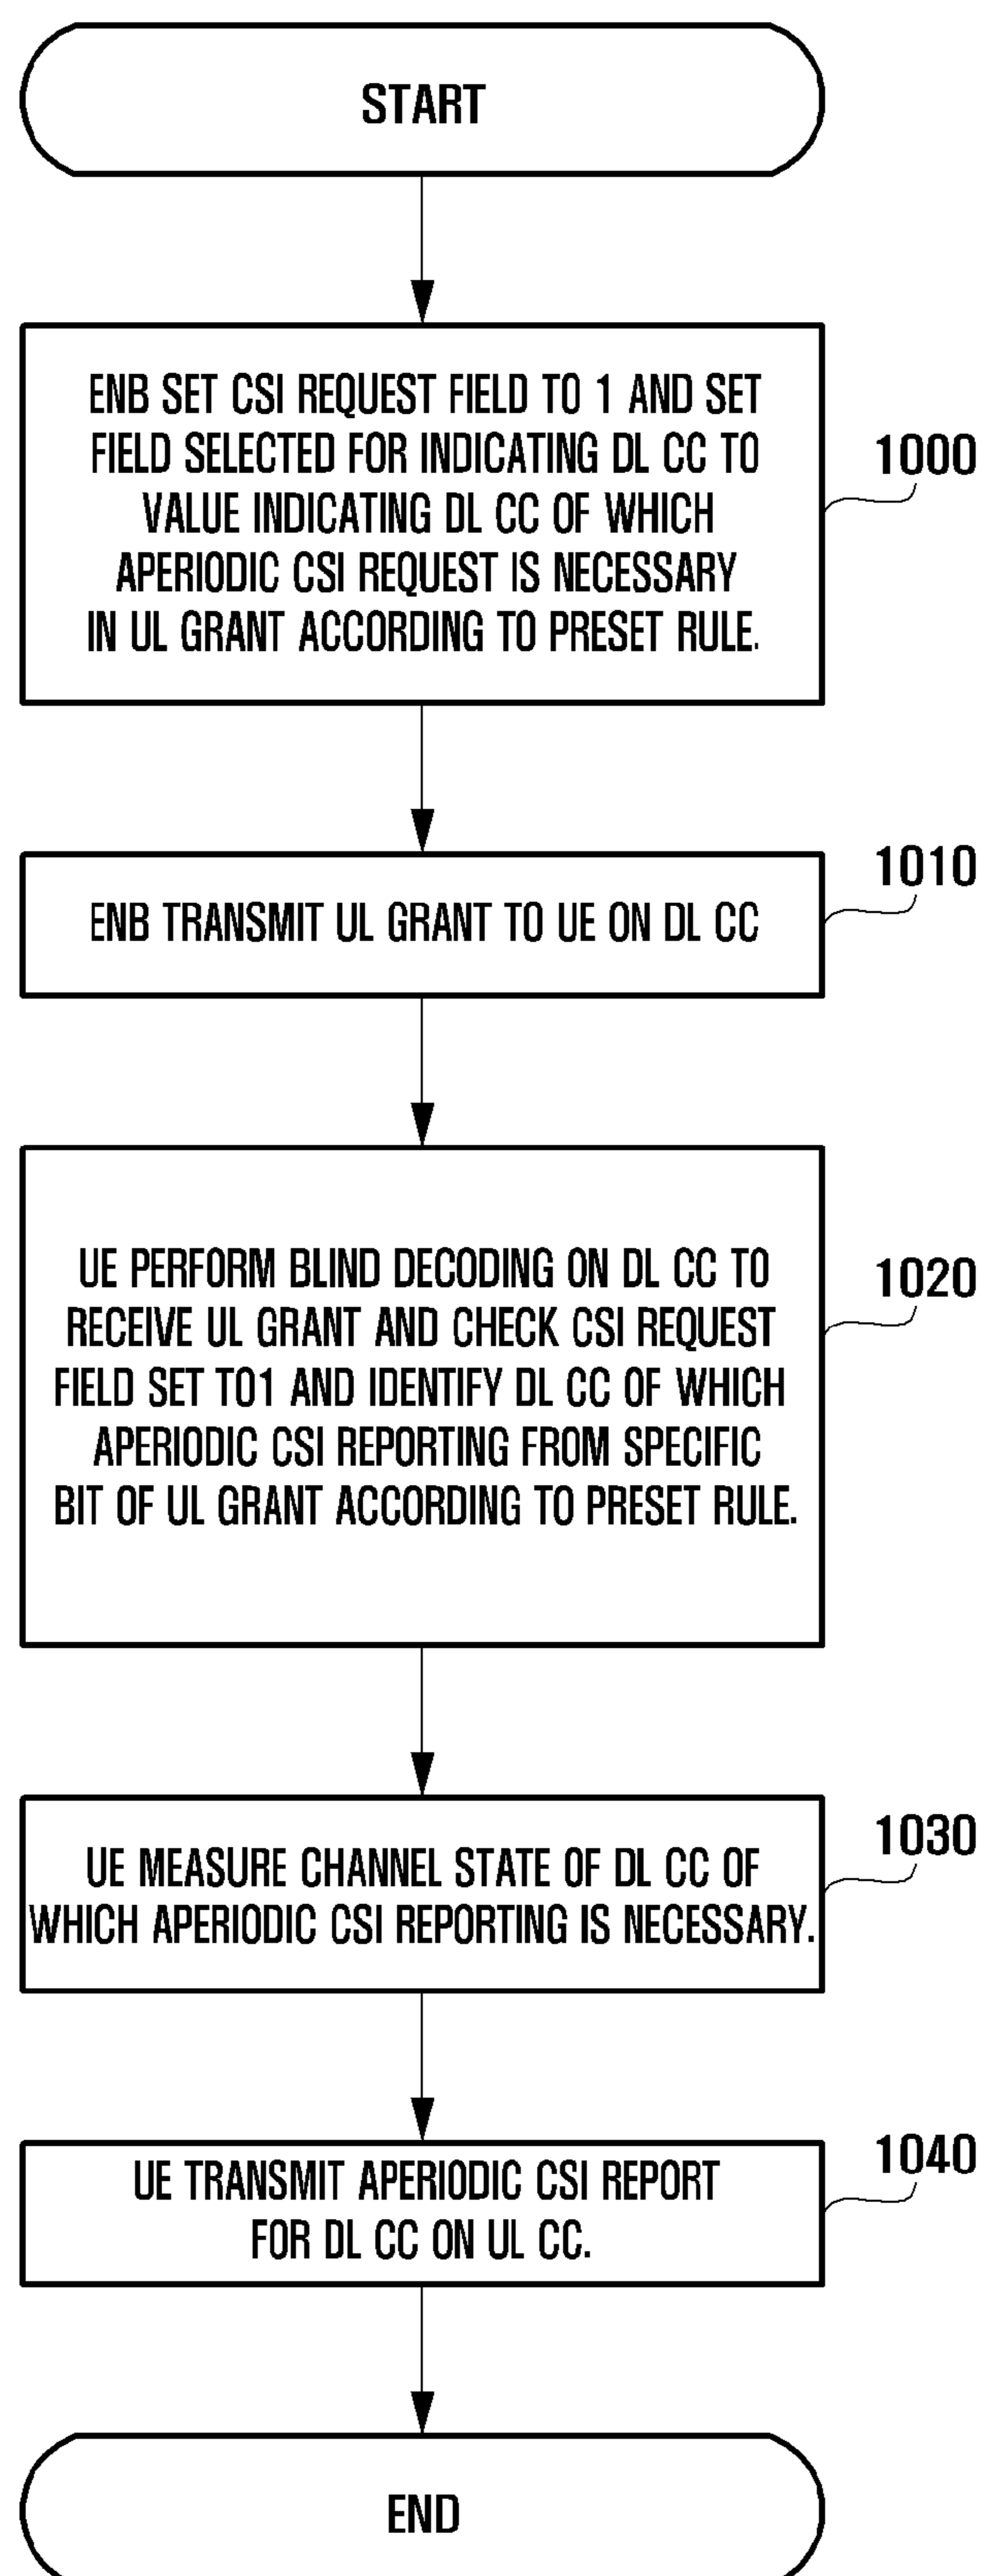 START
ENB SET CSI REQUEST FIELD TO 1 AND SET
FIELD SELECTED FOR INDICATING DL CC TO
VALUE INDICATING DL CC OF WHICH
APERIODIC CSI REQUEST IS NECESSARY
IN UL GRANT ACCORDING TO PRESET RULE.
1000
ENB TRANSMIT UL GRANT TO UE ON DL CC
1010
UE PERFORM BLIND DECODING ON DL CC TO
RECEIVE UL GRANT AND CHECK CSI REQUEST
FIELD SET TO1 AND IDENTIFY DL CC OF WHICH
APERIODIC CSI REPORTING FROM SPECIFIC
BIT OF UL GRANT ACCORDING TO PRESET RULE.
1020
UE MEASURE CHANNEL STATE OF DL CC OF
WHICH APERIODIC CSI REPORTING IS NECESSARY.
1030
UE TRANSMIT APERIODIC CSI REPORT
FOR DL CC ON UL CC.
1040
END